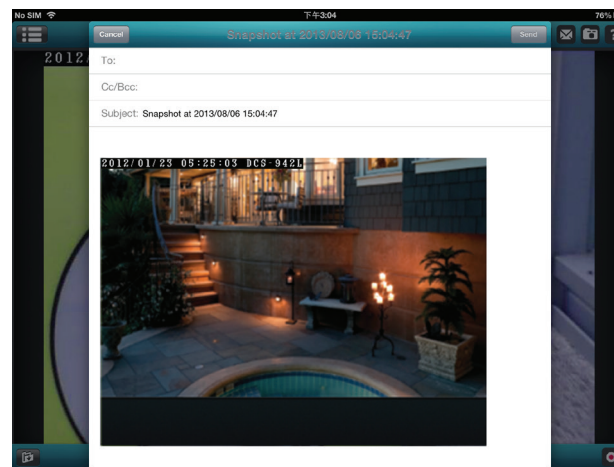 No SIM 下午3:04 76%
Cancel Snapshot at 2013/08/06 15:04:47 Send
2012
To:
Cc/Bcc:
Subject: Snapshot at 2013/08/06 15:04:47
2012/01/23 05:25:03 DCS-942L